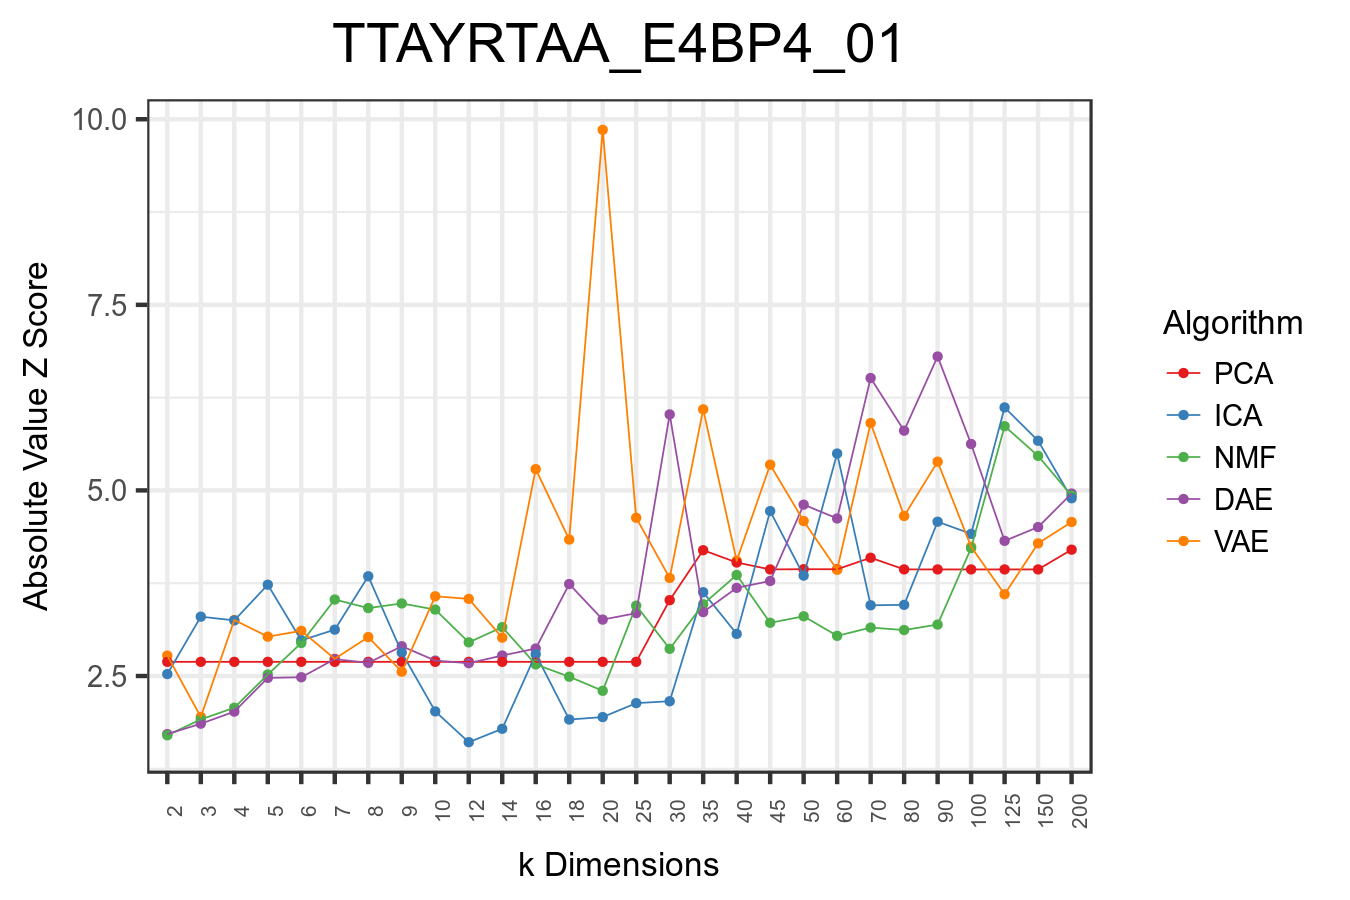 TTAYRTAA_E4BP4_01
10.0
7.5
5.0
2.5
Absolute Value Z Score
2 3 4 5 6 7 8 9 10 12 14 16 18 20 25 30 35 40 45 50 60 70 80 90 100 125 150 200
k Dimensions
Algorithm
PCA
ICA
NMF
DAE
VAE